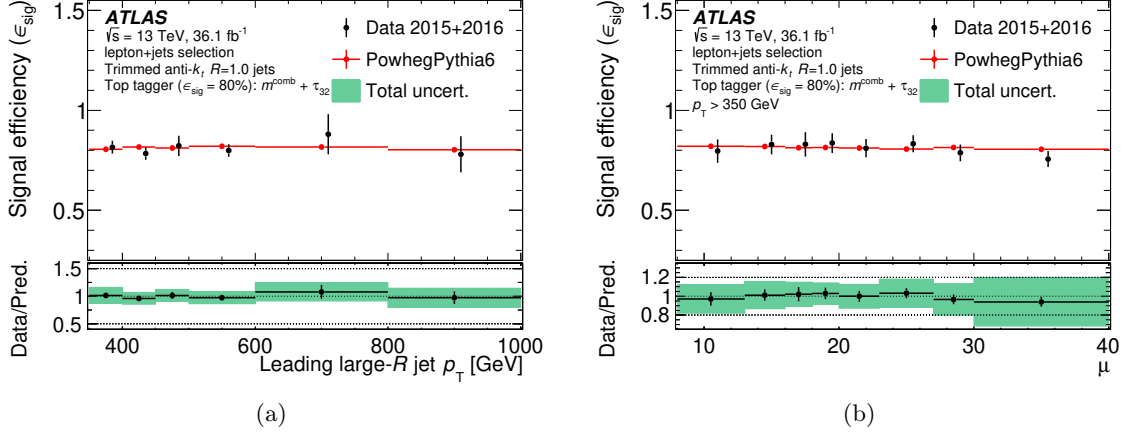 ATLAS
√s = 13 TeV, 36.1 fb⁻¹
lepton+jets selection
Trimmed anti-kₜ R=1.0 jets
Top tagger (ϵsig = 80%): mᶜᵒᵐᵇ + τ₃₂
Data 2015+2016
PowhegPythia6
Total uncert.
Signal efficiency (ϵsig)
1.5
1
0.5
Data/Pred.
1.5
1.0
0.5
400 600 800 1000
Leading large-R jet pT [GeV]
(a)
ATLAS
√s = 13 TeV, 36.1 fb⁻¹
lepton+jets selection
Trimmed anti-kₜ R=1.0 jets
Top tagger (ϵsig = 80%): mᶜᵒᵐᵇ + τ₃₂
pT > 350 GeV
Data 2015+2016
PowhegPythia6
Total uncert.
Signal efficiency (ϵsig)
1.5
1
0.5
Data/Pred.
1.2
1.0
0.8
10 20 30 40
μ
(b)